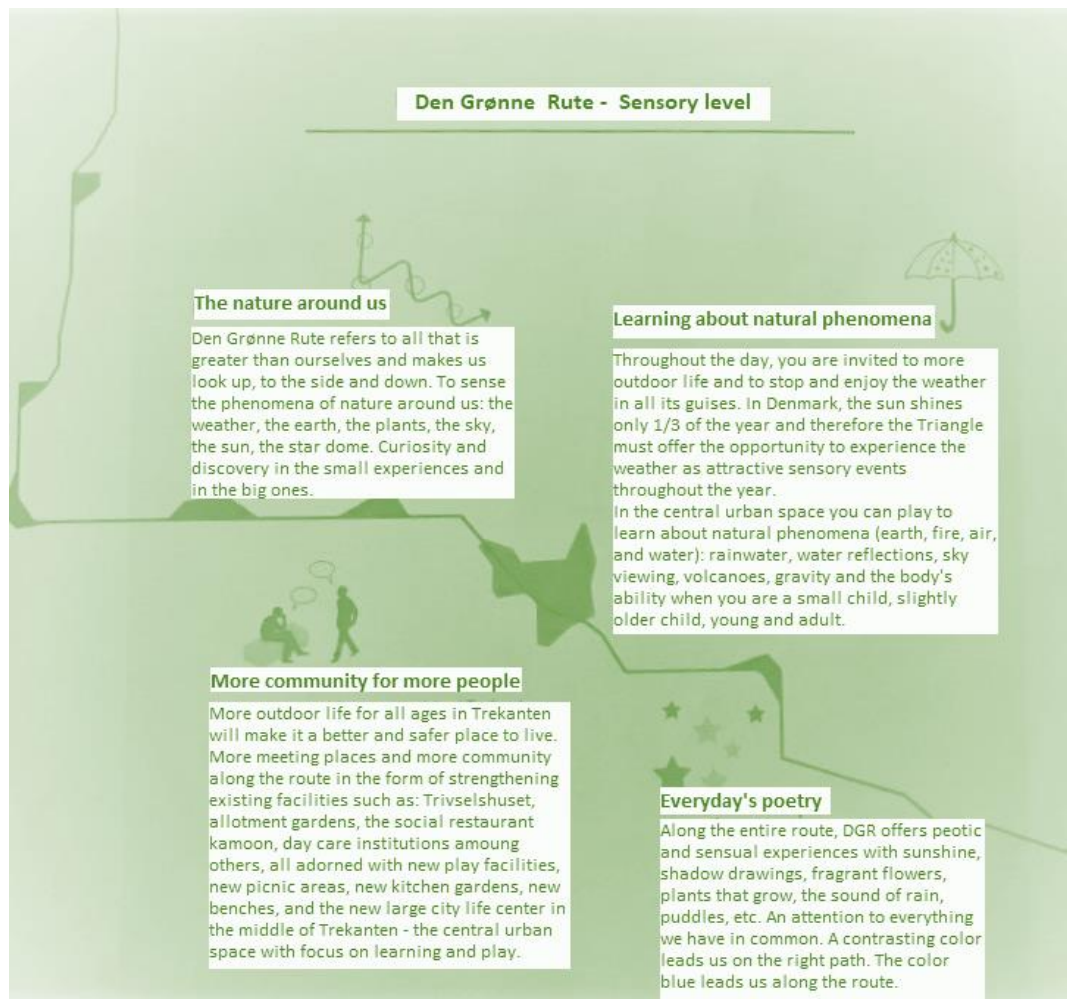 Den Grønne Rute - Sensory level
The nature around us
Den Grønne Rute refers to all that is
greater than ourselves and makes us
look up, to the side and down. To sense
the phenomena of nature around us: the
weather, the earth, the plants, the sky,
the sun, the star dome. Curiosity and
discovery in the small experiences and
in the big ones.
Learning about natural phenomena
Throughout the day, you are invited to more
outdoor life and to stop and enjoy the weather
in all its guises. In Denmark, the sun shines
only 1/3 of the year and therefore the Triangle
must offer the opportunity to experience the
weather as attractive sensory events
throughout the year.
In the central urban space you can play to
learn about natural phenomena (earth, fire, air,
and water): rainwater, water reflections, sky
viewing, volcanoes, gravity and the body's
ability when you are a small child, slightly
older child, young and adult.
More community for more people
More outdoor life for all ages in Trekanten
will make it a better and safer place to live.
More meeting places and more community
along the route in the form of strengthening
existing facilities such as: Trivselshuset,
allotment gardens, the social restaurant
kamoon, day care institutions amoung
others, all adorned with new play facilities,
new picnic areas, new kitchen gardens, new
benches, and the new large city life center in
the middle of Trekanten - the central urban
space with focus on learning and play.
Everyday's poetry
Along the entire route, DGR offers peotic
and sensual experiences with sunshine,
shadow drawings, fragrant flowers,
plants that grow, the sound of rain,
puddles, etc. An attention to everything
we have in common. A contrasting color
leads us on the right path. The color
blue leads us along the route.